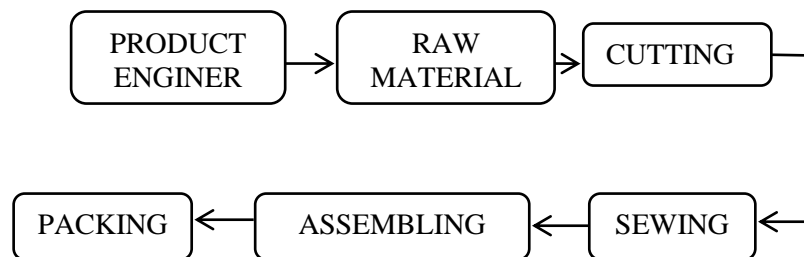 PRODUCT
ENGINER
RAW
MATERIAL
CUTTING
SEWING
ASSEMBLING
PACKING